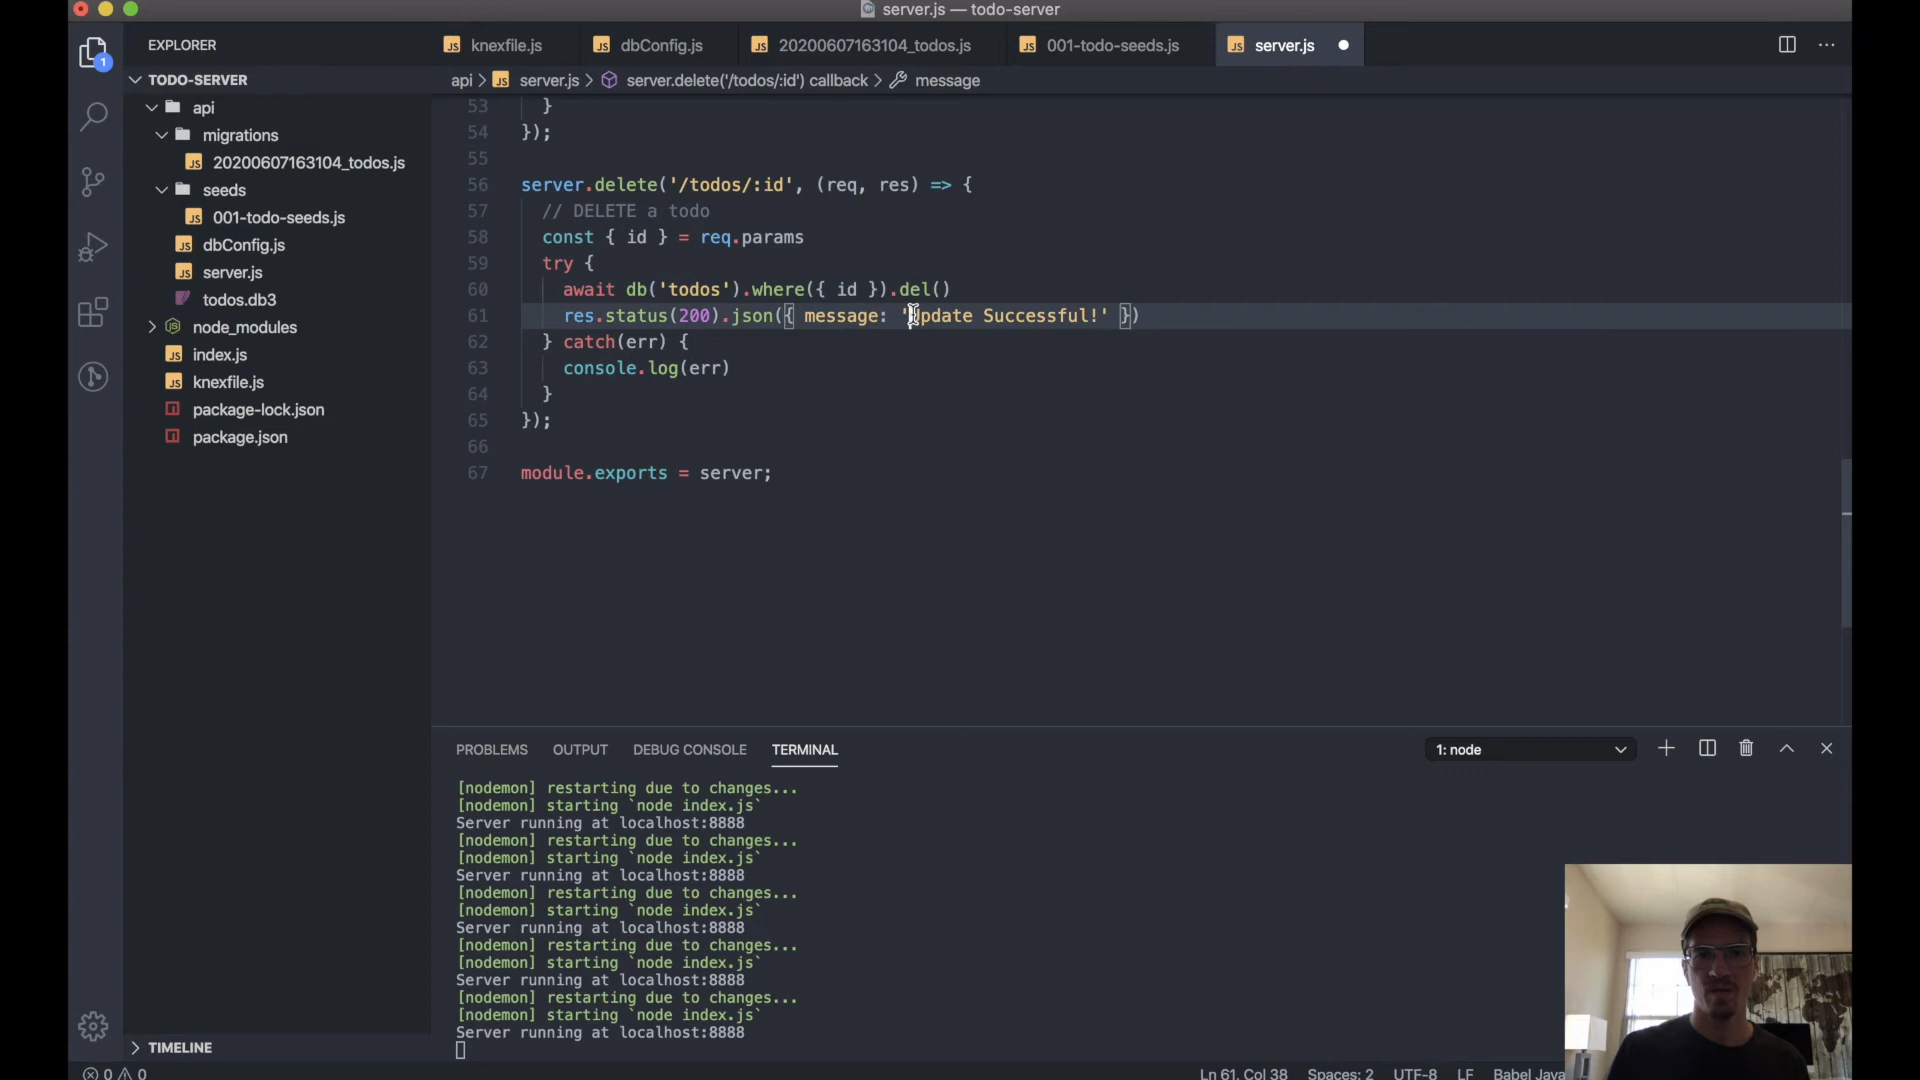 server.js — todo-server
EXPLORER
1
TODO-SERVER
api
migrations
20200607163104_todos.js
seeds
001-todo-seeds.js
dbConfig.js
server.js
todos.db3
node_modules
index.js
knexfile.js
package-lock.json
package.json
TIMELINE
JS knexfile.js
JS dbConfig.js
JS 20200607163104_todos.js
JS 001-todo-seeds.js
JS server.js
api > JS server.js > server.delete('/todos/:id') callback > message
53 }
54 });
55
56 server.delete('/todos/:id', (req, res) => {
57 // DELETE a todo
58 const { id } = req.params
59 try {
60 await db('todos').where({ id }).del()
61 res.status(200).json({ message: 'Update Successful!' })
62 } catch(err) {
63 console.log(err)
64 }
65 });
66
67 module.exports = server;
PROBLEMS OUTPUT DEBUG CONSOLE TERMINAL 1: node
[nodemon] restarting due to changes...
[nodemon] starting `node index.js`
Server running at localhost:8888
[nodemon] restarting due to changes...
[nodemon] starting `node index.js`
Server running at localhost:8888
[nodemon] restarting due to changes...
[nodemon] starting `node index.js`
Server running at localhost:8888
[nodemon] restarting due to changes...
[nodemon] starting `node index.js`
Server running at localhost:8888
[nodemon] restarting due to changes...
[nodemon] starting `node index.js`
Server running at localhost:8888
0 0 Ln 61, Col 38 Spaces: 2 UTF-8 LF Babel Java